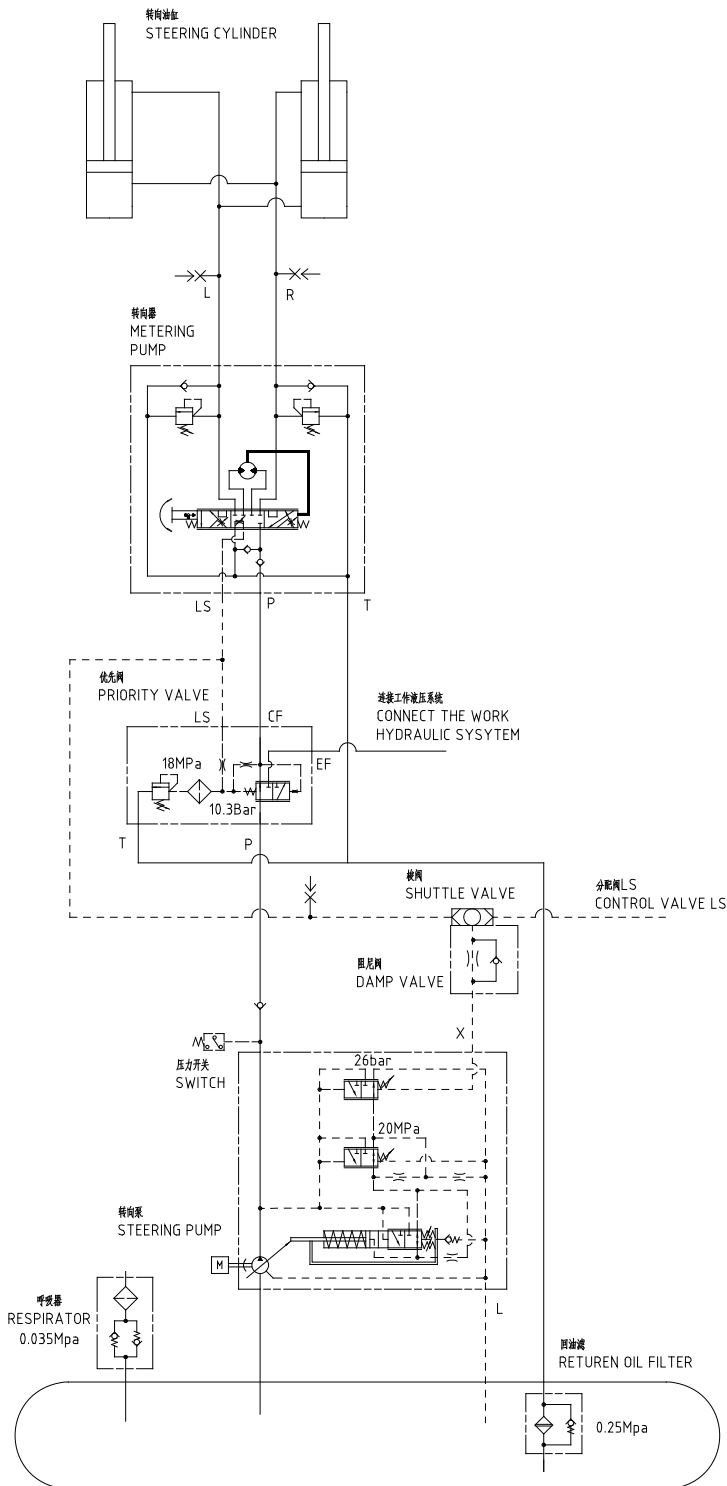 转向油缸
STEERING CYLINDER
L
R
转向器
METERING
PUMP
LS
P
T
优先阀
PRIORITY VALVE
连接工作液压系统
CONNECT THE WORK
HYDRAULIC SYSYTEM
LS
CF
18MPa
EF
10.3Bar
T
P
梭阀
SHUTTLE VALVE
分配阀LS
CONTROL VALVE LS
阻尼阀
DAMP VALVE
X
压力开关
SWITCH
26bar
20MPa
转向泵
STEERING PUMP
M
呼吸器
RESPIRATOR
0.035Mpa
L
回油滤
RETUREN OIL FILTER
0.25Mpa